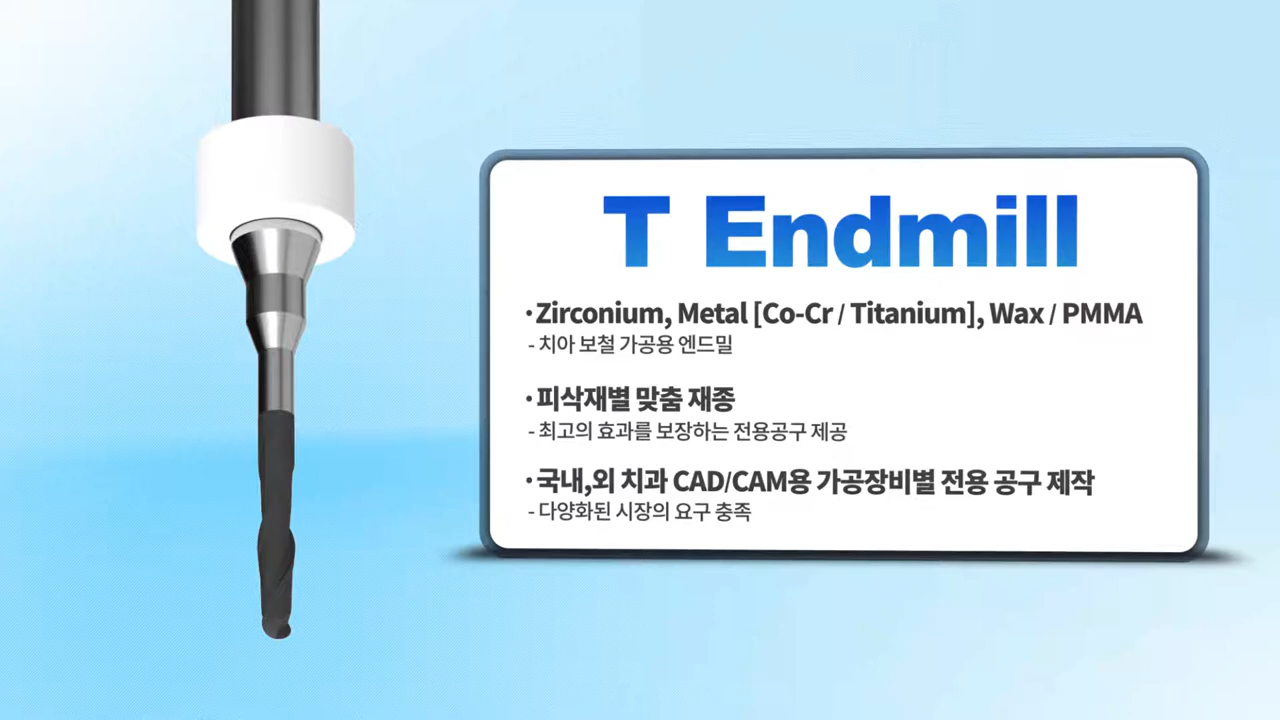 T Endmill
·Zirconium, Metal [Co-Cr / Titanium], Wax / PMMA
- 치아 보철 가공용 엔드밀
·피삭재별 맞춤 재종
- 최고의 효과를 보장하는 전용공구 제공
·국내,외 치과 CAD/CAM용 가공장비별 전용 공구 제작
- 다양화된 시장의 요구 충족